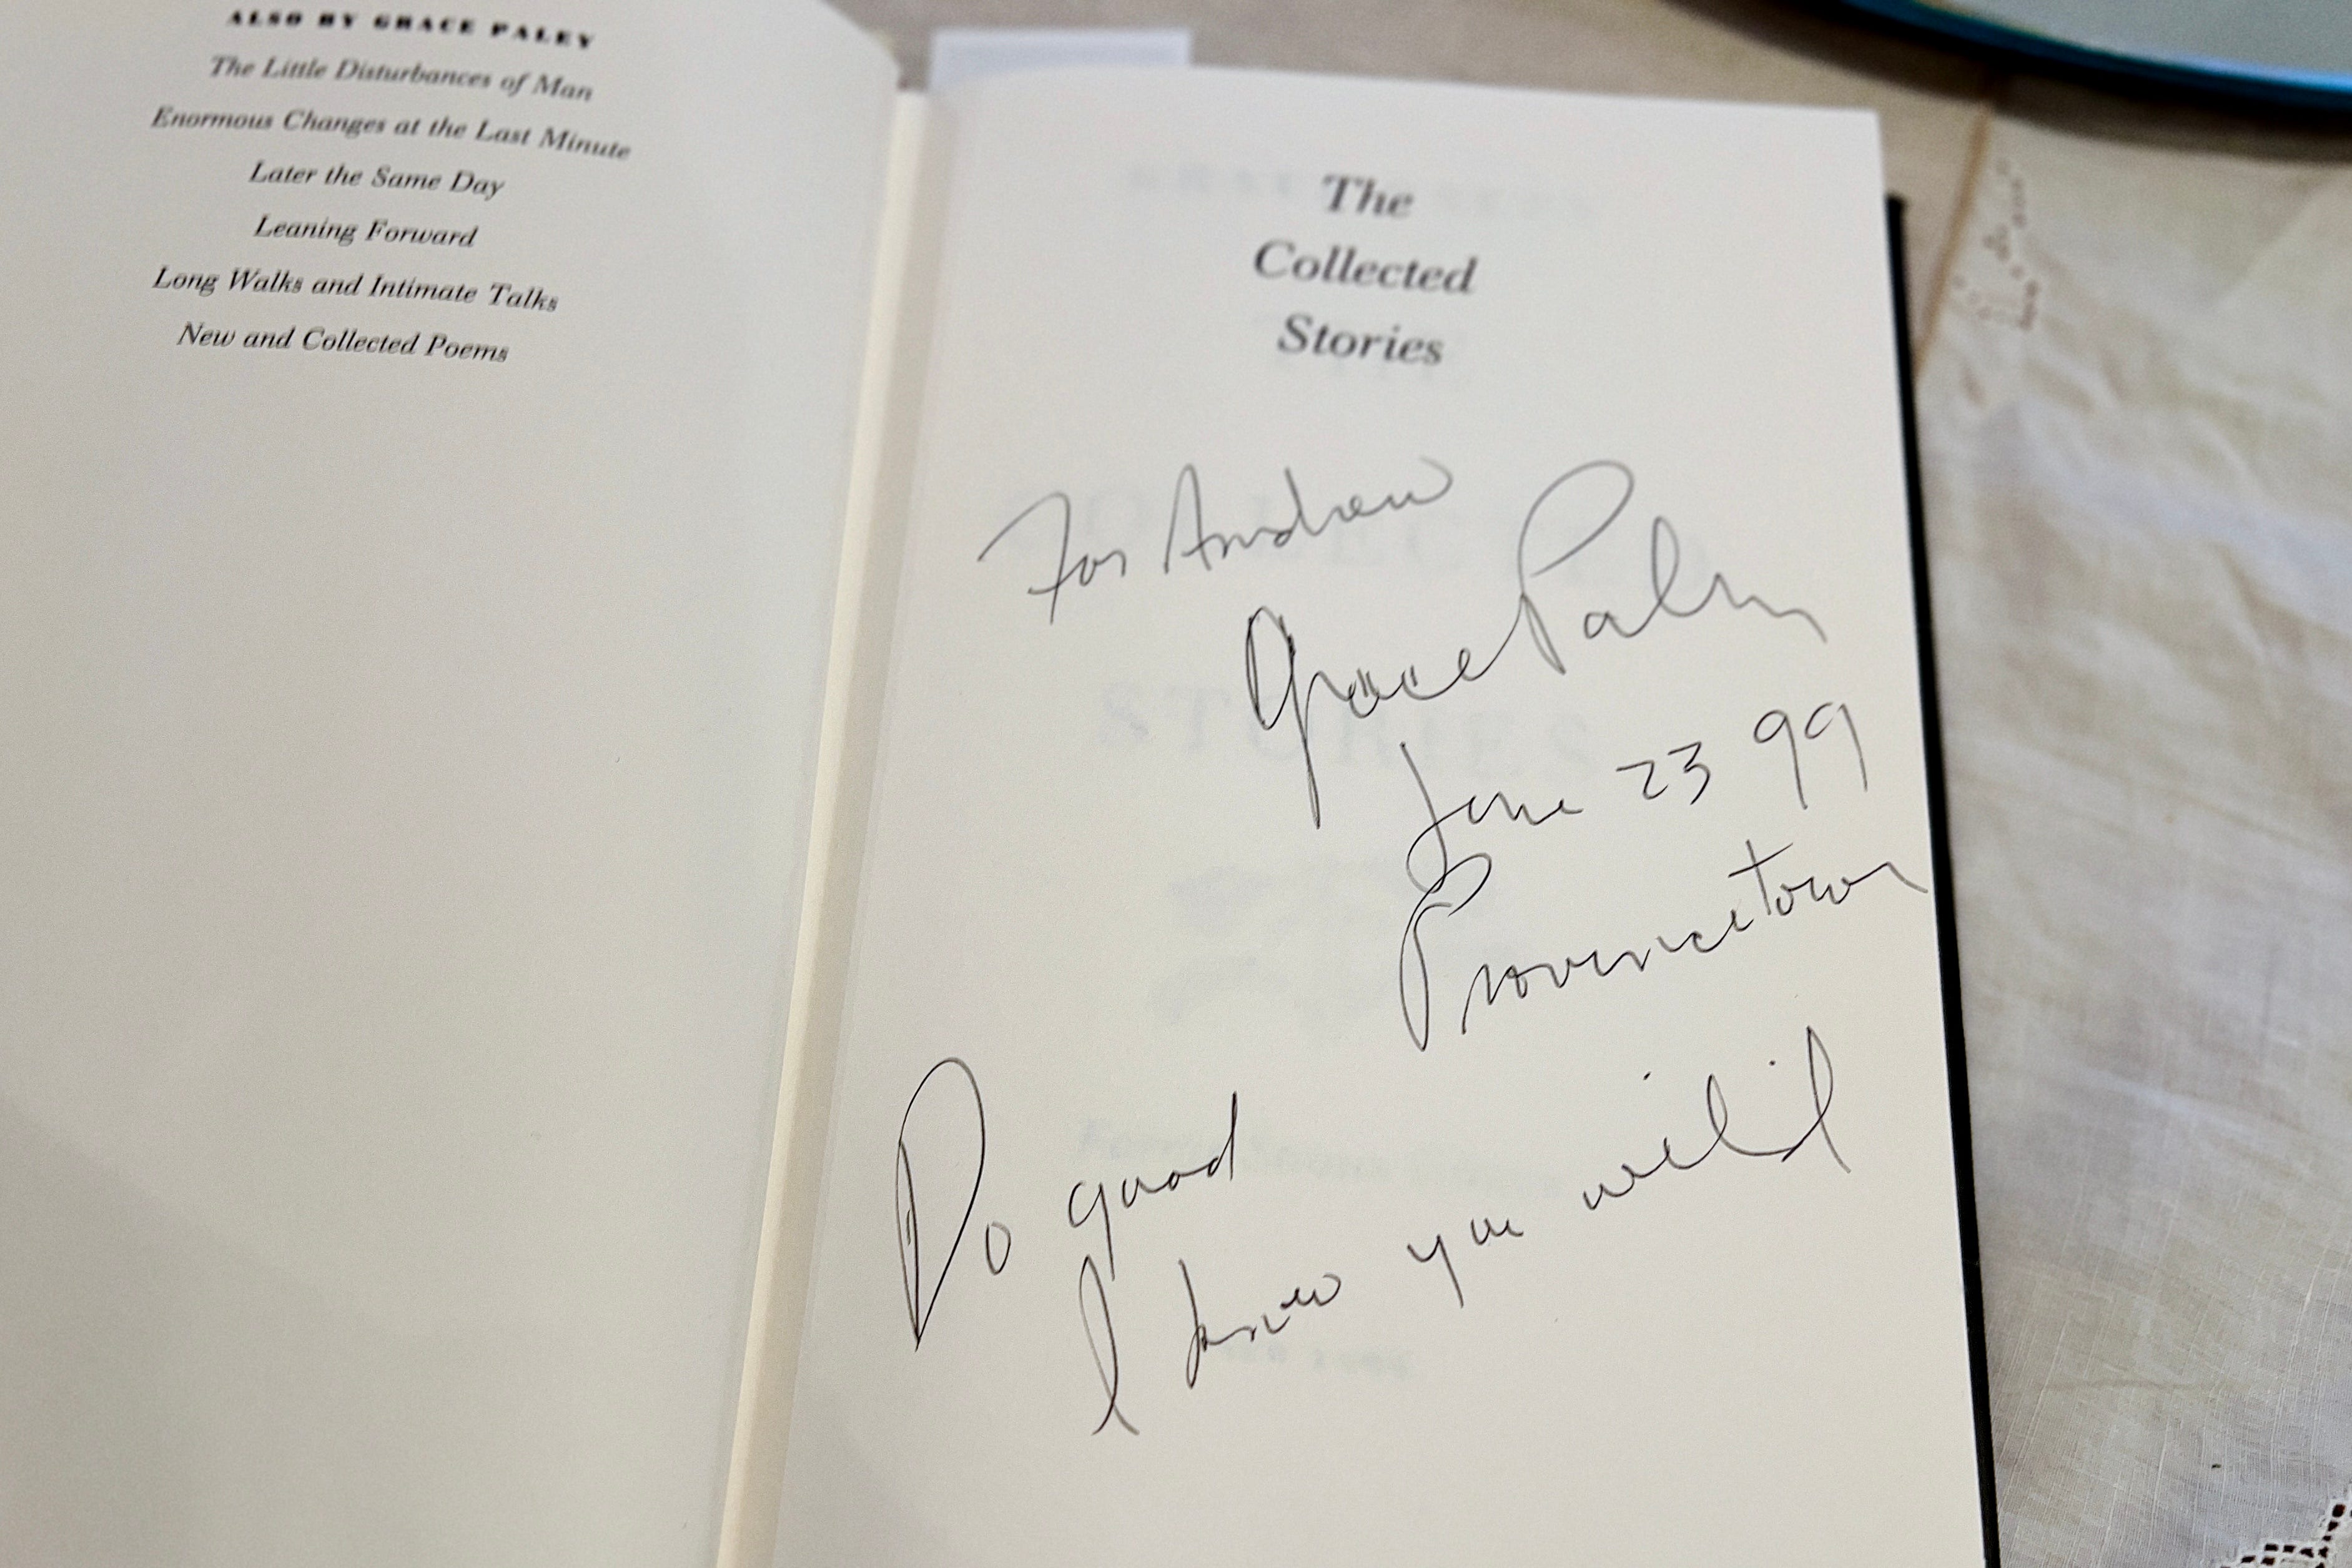 ALSO BY GRACE PALEY
The Little Disturbances of Man
Enormous Changes at the Last Minute
Later the Same Day
Leaning Forward
Long Walks and Intimate Talks
New and Collected Poems
The
Collected
Stories
For Andrew
Grace Paley
June 23 99
Provincetown
Do good
I know you will
STORIES